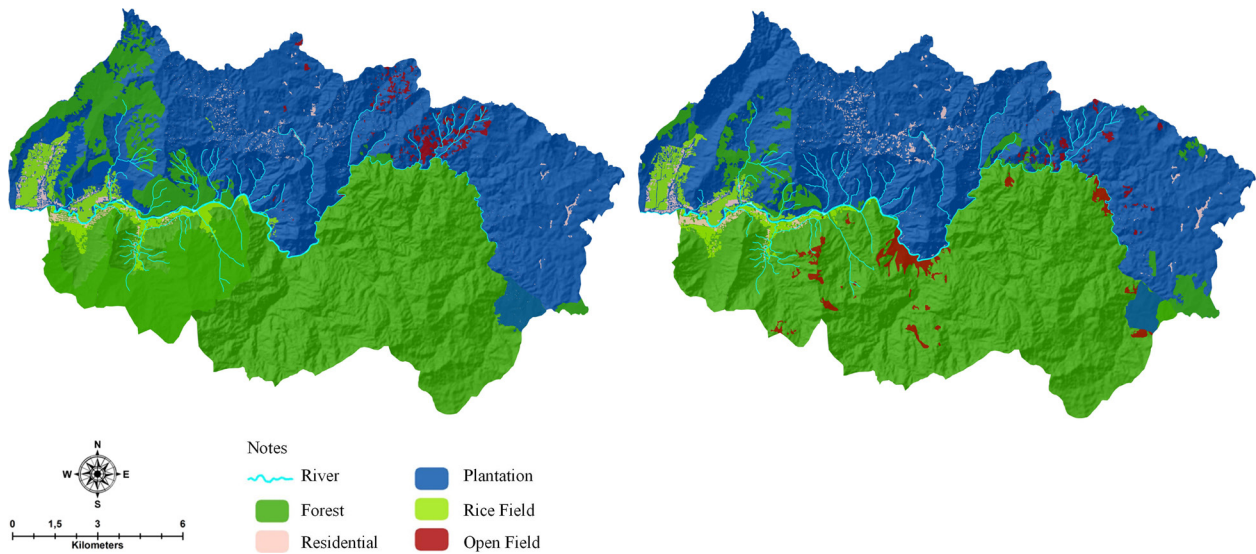 Notes
River
Forest
Residential
Plantation
Rice Field
Open Field
N
W E
S
0 1,5 3 6
Kilometers